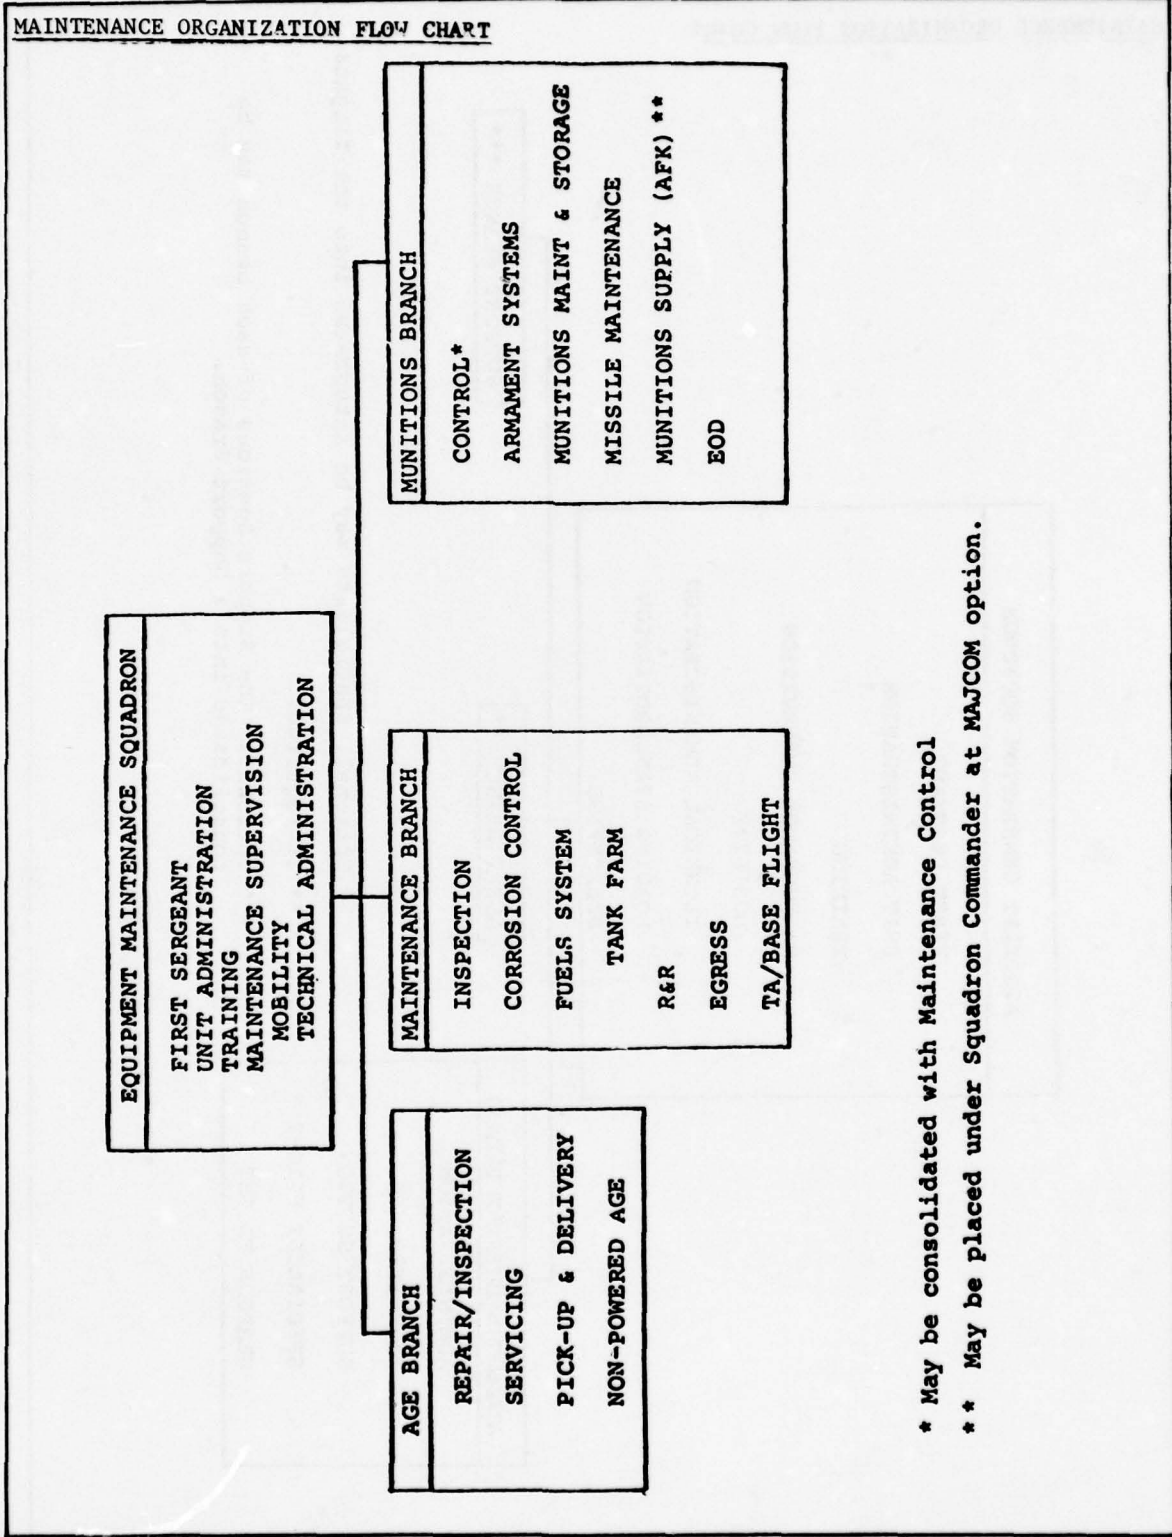 MAINTENANCE ORGANIZATION FLOW CHART
EQUIPMENT MAINTENANCE SQUADRON
FIRST SERGEANT
UNIT ADMINISTRATION
TRAINING
MAINTENANCE SUPERVISION
MOBILITY
TECHNICAL ADMINISTRATION
AGE BRANCH
REPAIR/INSPECTION
SERVICING
PICK-UP & DELIVERY
NON-POWERED AGE
MAINTENANCE BRANCH
INSPECTION
CORROSION CONTROL
FUELS SYSTEM
TANK FARM
R&R
EGRESS
TA/BASE FLIGHT
MUNITIONS BRANCH
CONTROL*
ARMAMENT SYSTEMS
MUNITIONS MAINT & STORAGE
MISSILE MAINTENANCE
MUNITIONS SUPPLY (AFK) **
EOD
* May be consolidated with Maintenance Control
** May be placed under Squadron Commander at MAJCOM option.